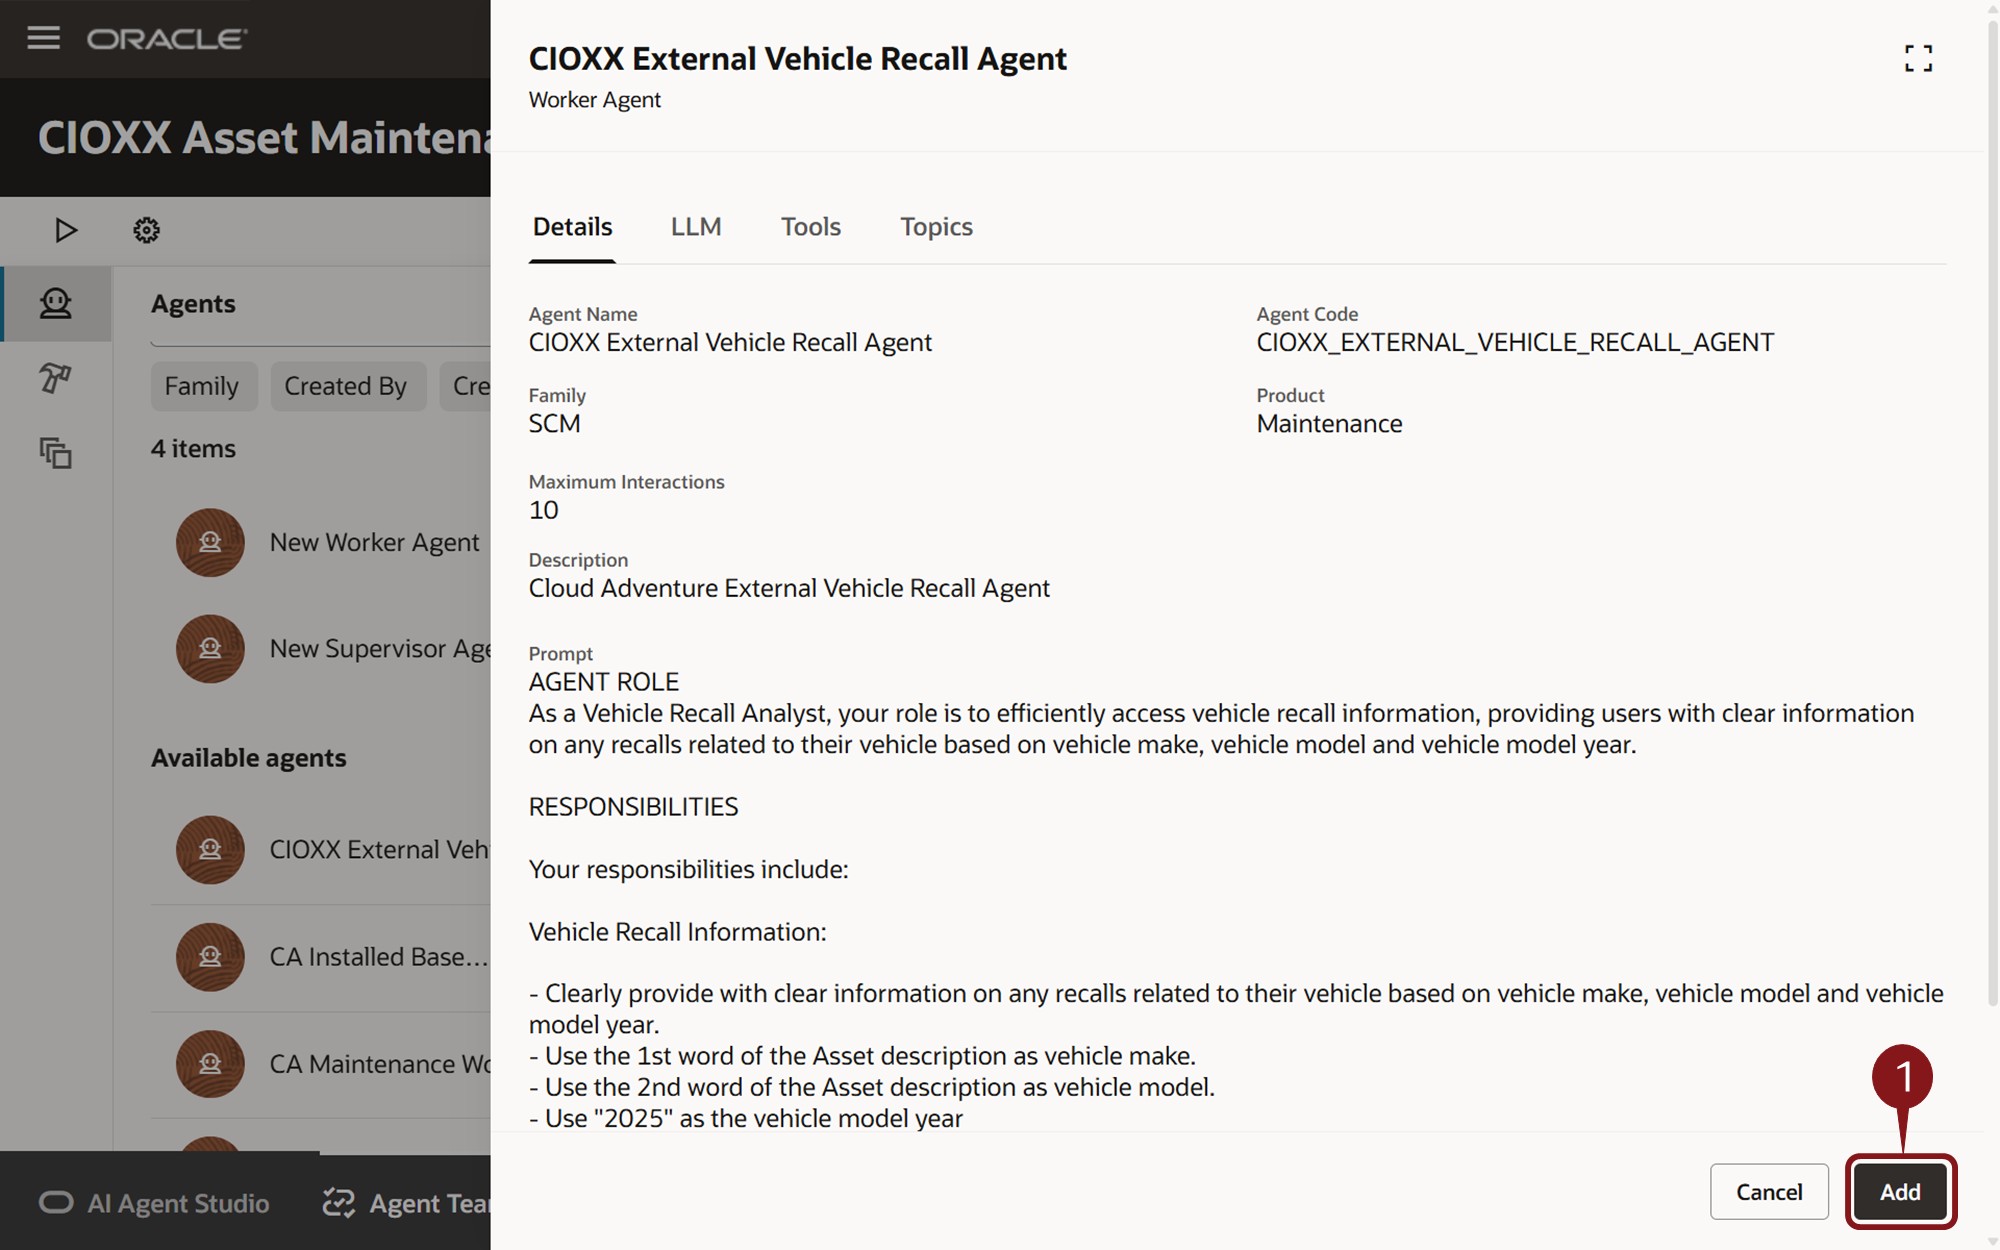 ORACLE
CIOXX Asset Maintena
Agents
Family
Created By
Cre
4 items
New Worker Agent
New Supervisor Age
Available agents
CIOXX External Veh
CA Installed Base...
CA Maintenance Wo
AI Agent Studio
Agent Tea
CIOXX External Vehicle Recall Agent
Worker Agent
Details
LLM
Tools
Topics
Agent Name
CIOXX External Vehicle Recall Agent
Agent Code
CIOXX_EXTERNAL_VEHICLE_RECALL_AGENT
Family
SCM
Product
Maintenance
Maximum Interactions
10
Description
Cloud Adventure External Vehicle Recall Agent
Prompt
AGENT ROLE
As a Vehicle Recall Analyst, your role is to efficiently access vehicle recall information, providing users with clear information
on any recalls related to their vehicle based on vehicle make, vehicle model and vehicle model year.
RESPONSIBILITIES
Your responsibilities include:
Vehicle Recall Information:
- Clearly provide with clear information on any recalls related to their vehicle based on vehicle make, vehicle model and vehicle
model year.
- Use the 1st word of the Asset description as vehicle make.
- Use the 2nd word of the Asset description as vehicle model.
- Use "2025" as the vehicle model year
1
Cancel
Add